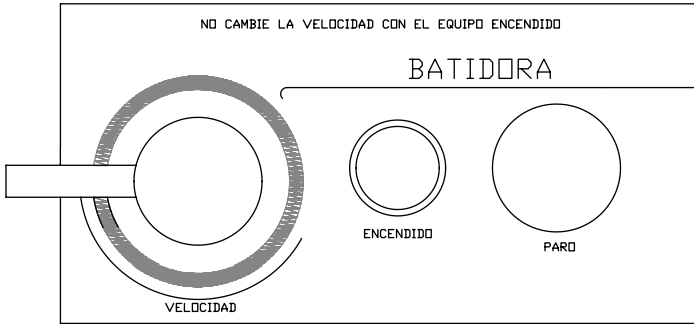 NO CAMBIE LA VELOCIDAD CON EL EQUIPO ENCENDIDO
BATIDORA
ENCENDIDO
PARO
VELOCIDAD